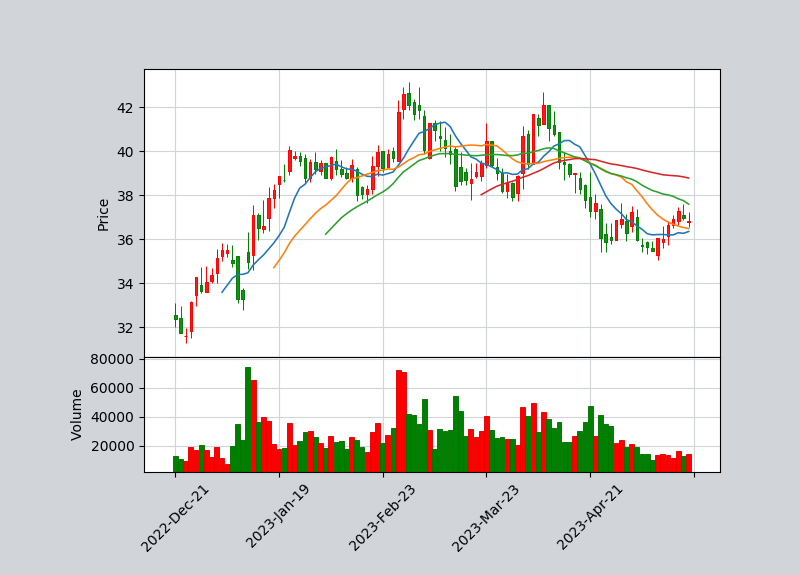 Price
42
40
38
36
34
32
Volume
80000
60000
40000
20000
2022-Dec-21
2023-Jan-19
2023-Feb-23
2023-Mar-23
2023-Apr-21